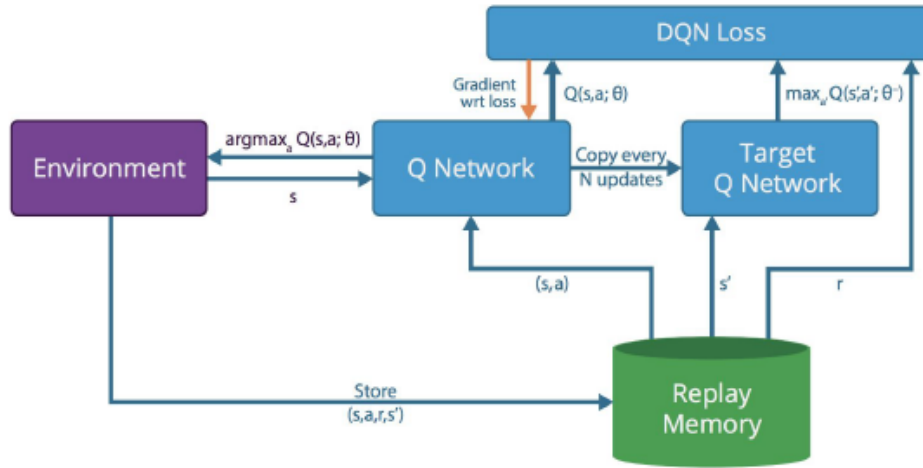 DQN Loss
Gradient
wrt loss
Q(s,a; θ)
maxₐ' Q(s',a'; θ⁻)
argmaxₐ Q(s,a; θ)
Environment
s
Q Network
Copy every
N updates
Target
Q Network
(s,a)
s'
r
Store
(s,a,r,s')
Replay
Memory